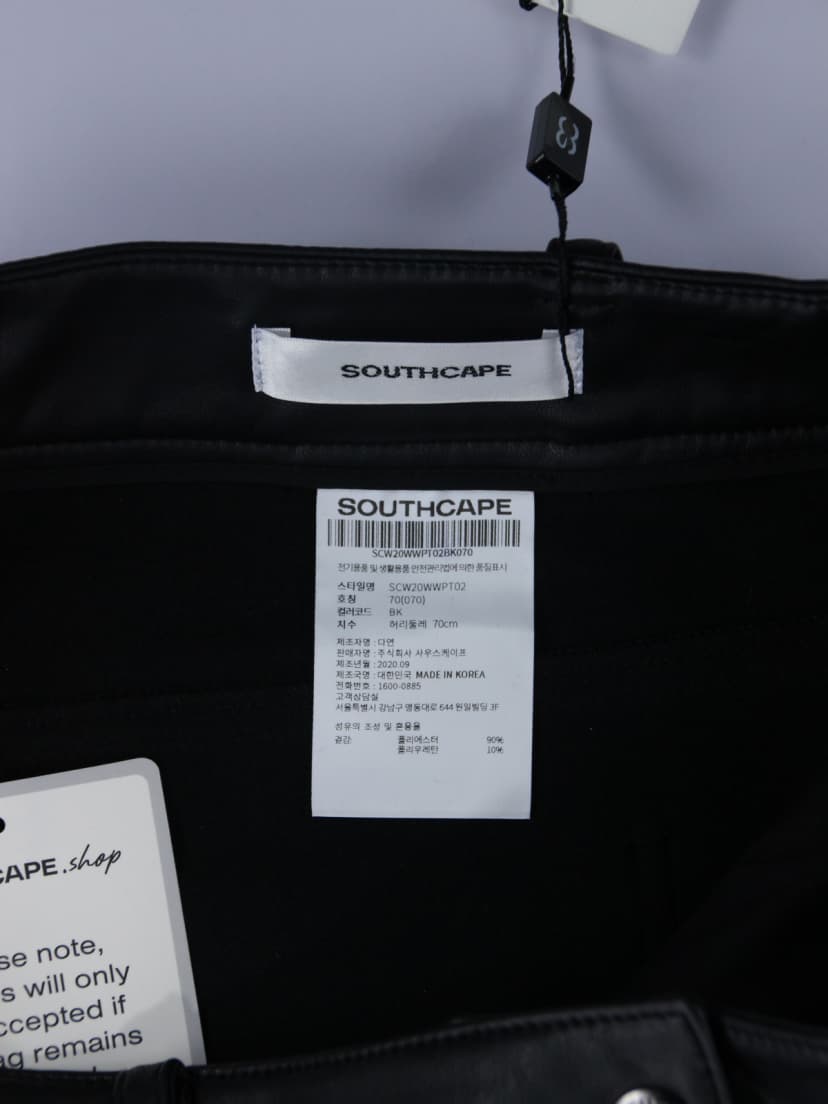 SOUTHCAPE
SOUTHCAPE
SCW20WWPT02BK070
전기용품 및 생활용품 안전관리법에 의한 품질표시
스타일명 SCW20WWPT02
호칭 70(070)
컬러코드 BK
치수 허리둘레 70cm
제조자명 : 다연
판매자명 : 주식회사 사우스케이프
제조년월 : 2020.09
제조국명 : 대한민국 MADE IN KOREA
전화번호 : 1600-0885
고객상담실
서울특별시 강남구 영동대로 644 원일빌딩 3F
섬유의 조성 및 혼용율
겉감: 폴리에스터 90%
폴리우레탄 10%
CAPE.shop
se note,
s will only
ccepted if
ag remains